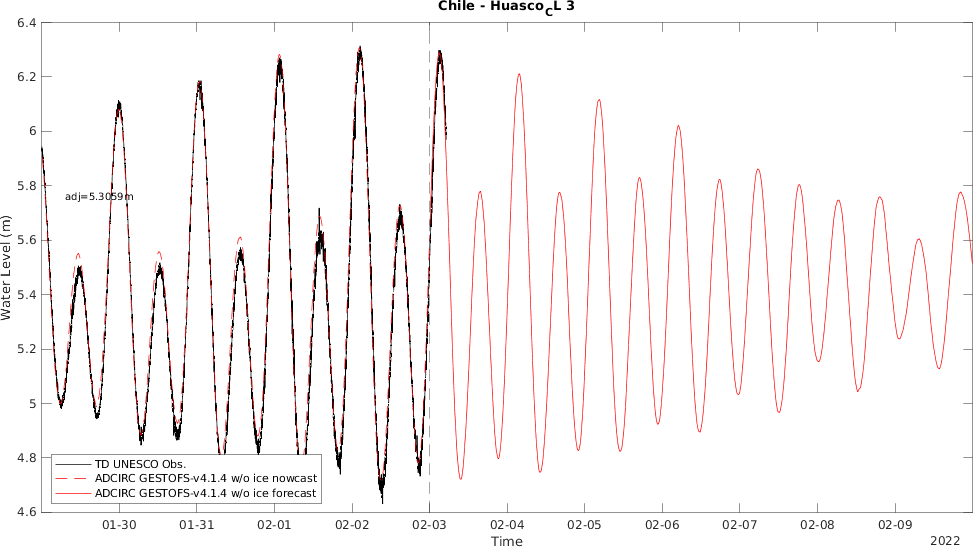 Chile - Huasco_CL 3
6.4
6.2
6
5.8
5.6
5.4
5.2
5
4.8
4.6
Water Level (m)
adj=5.3059m
TD UNESCO Obs.
ADCIRC GESTOFS-v4.1.4 w/o ice nowcast
ADCIRC GESTOFS-v4.1.4 w/o ice forecast
01-30 01-31 02-01 02-02 02-03 02-04 02-05 02-06 02-07 02-08 02-09
Time
2022